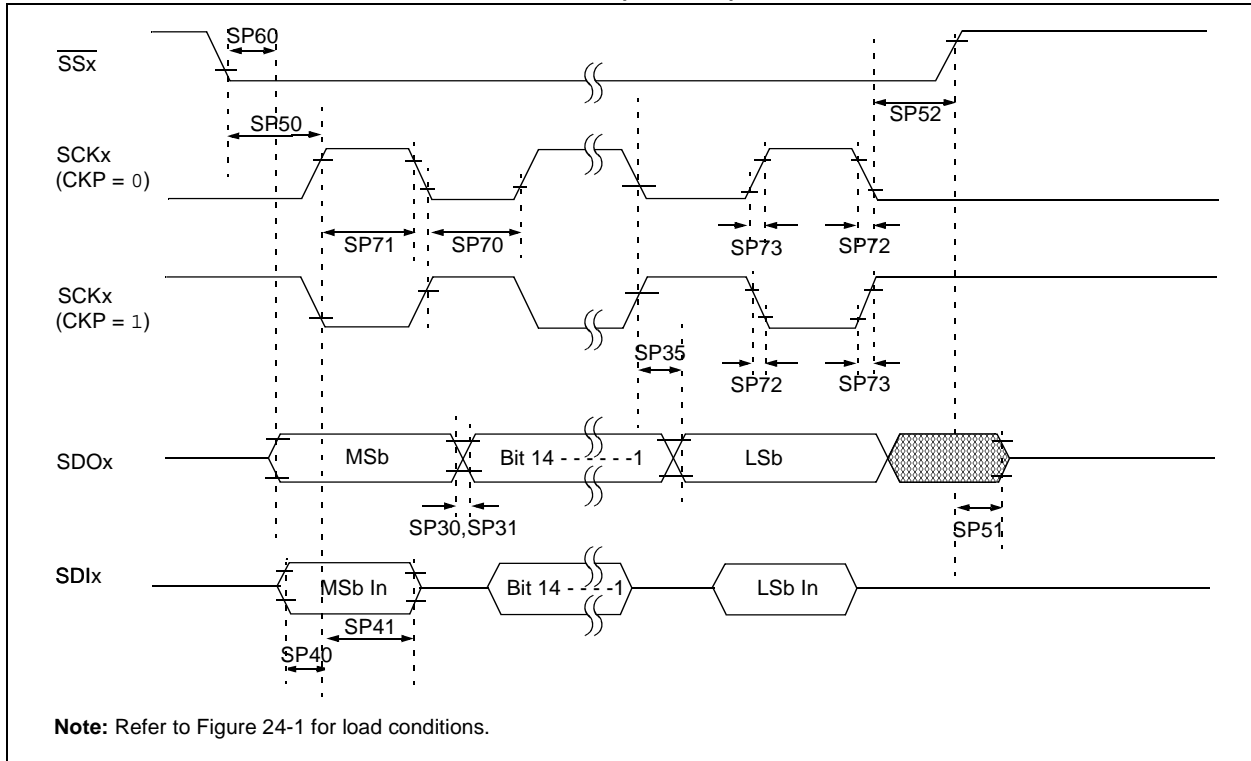 SP60
SSx
SP50
SP52
SCKx
(CKP = 0)
SP71
SP70
SP73
SP72
SCKx
(CKP = 1)
SP35
SP72
SP73
SDOx
MSb
Bit 14 - - - - - -1
LSb
SP30,SP31
SP51
SDIx
MSb In
Bit 14 - - - -1
LSb In
SP41
SP40
Note: Refer to Figure 24-1 for load conditions.